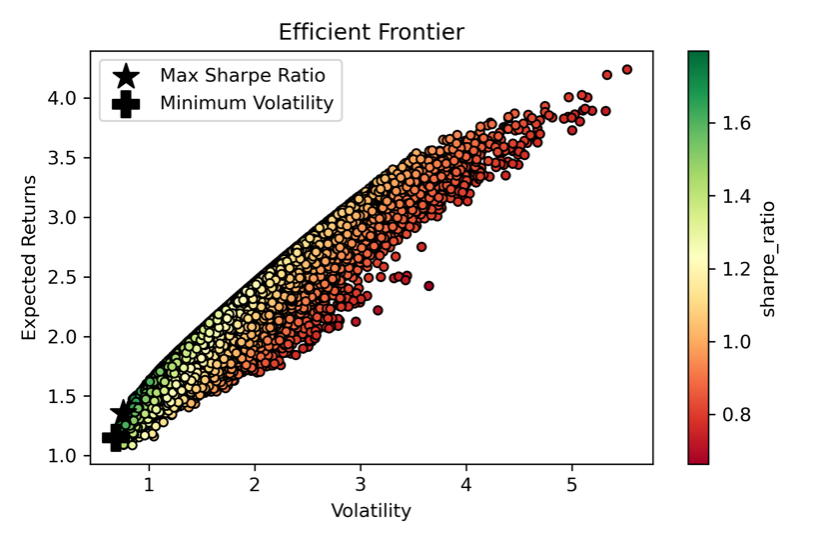 Efficient Frontier
Max Sharpe Ratio
Minimum Volatility
Expected Returns
4.0
3.5
3.0
2.5
2.0
1.5
1.0
1 2 3 4 5
Volatility
1.6
1.4
1.2
1.0
0.8
sharpe_ratio